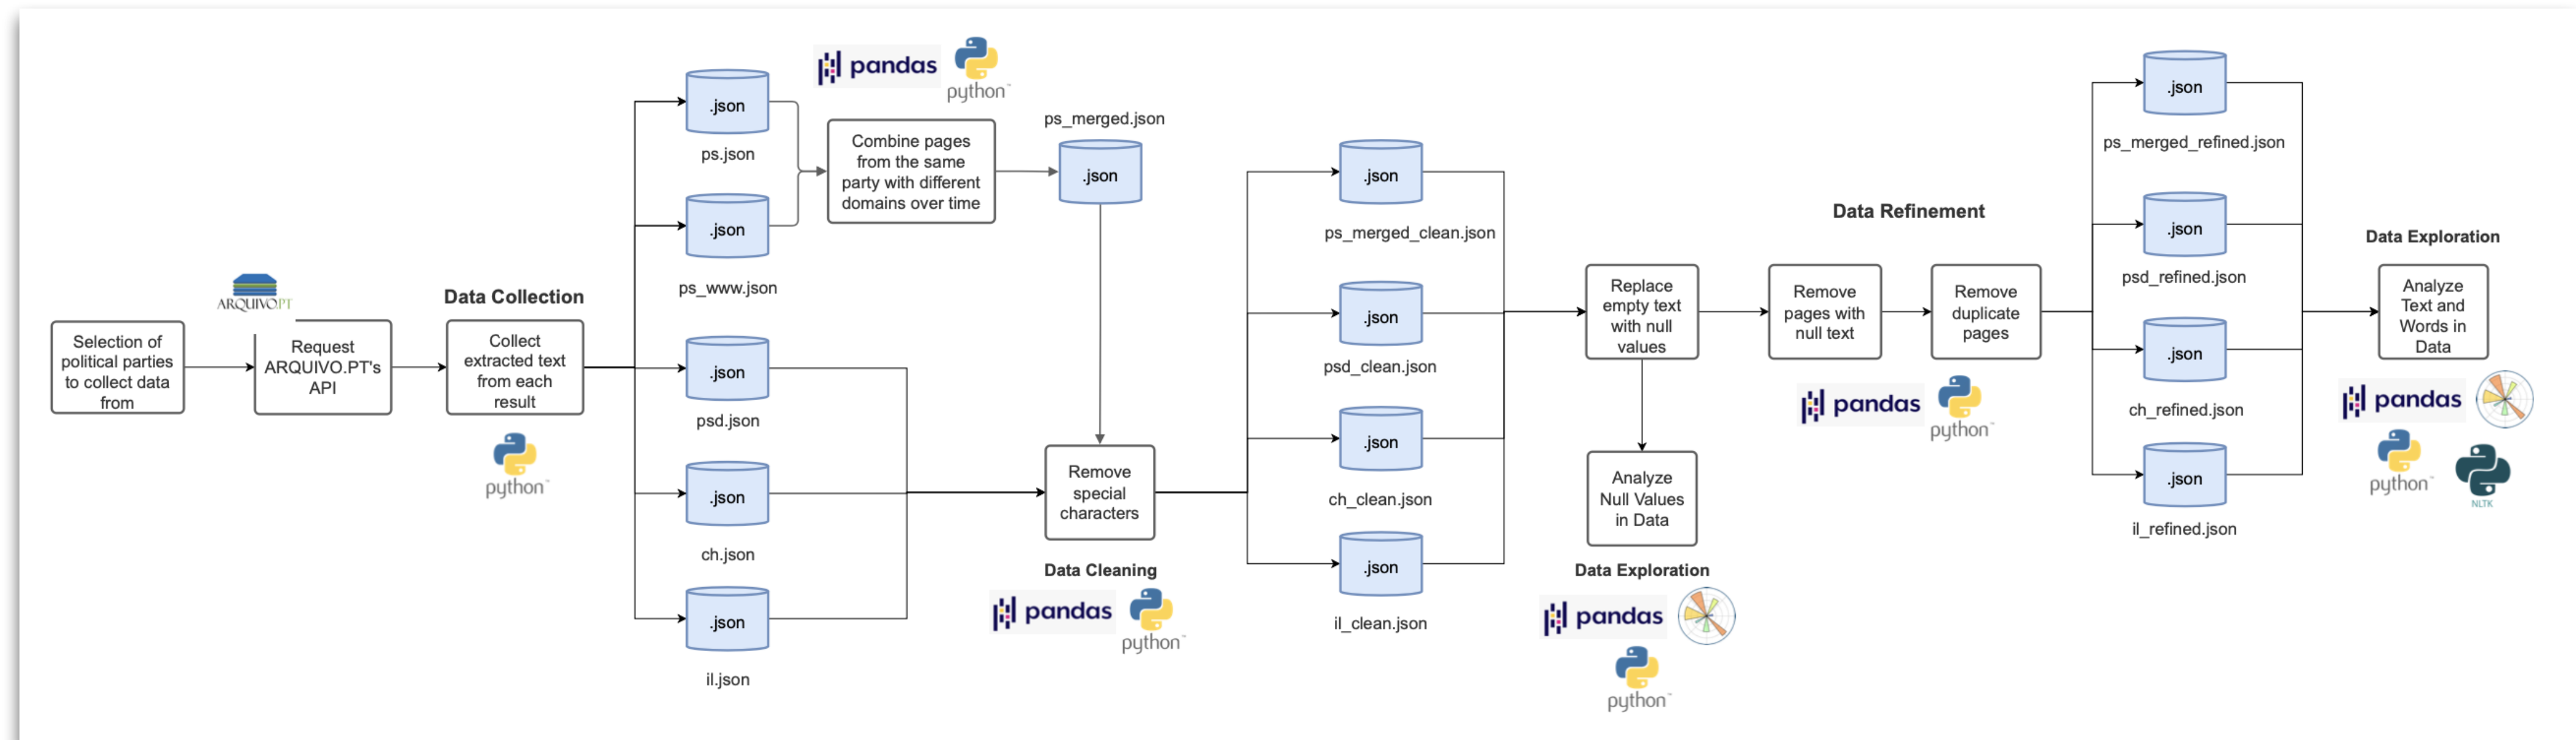 Selection of
political parties
to collect data
from
ARQUIVO.PT
Request
ARQUIVO.PT's
API
Data Collection
Collect
extracted text
from each
result
python™
.json
ps.json
.json
ps_www.json
.json
psd.json
.json
ch.json
.json
il.json
pandas
python™
Combine pages
from the same
party with different
domains over time
ps_merged.json
.json
Remove
special
characters
Data Cleaning
pandas
python™
.json
ps_merged_clean.json
.json
psd_clean.json
.json
ch_clean.json
.json
il_clean.json
Replace
empty text
with null
values
Analyze
Null Values
in Data
Data Exploration
pandas
python™
Data Refinement
Remove
pages with
null text
Remove
duplicate
pages
pandas
python™
.json
ps_merged_refined.json
.json
psd_refined.json
.json
ch_refined.json
.json
il_refined.json
Data Exploration
Analyze
Text and
Words in
Data
pandas
python™
NLTK